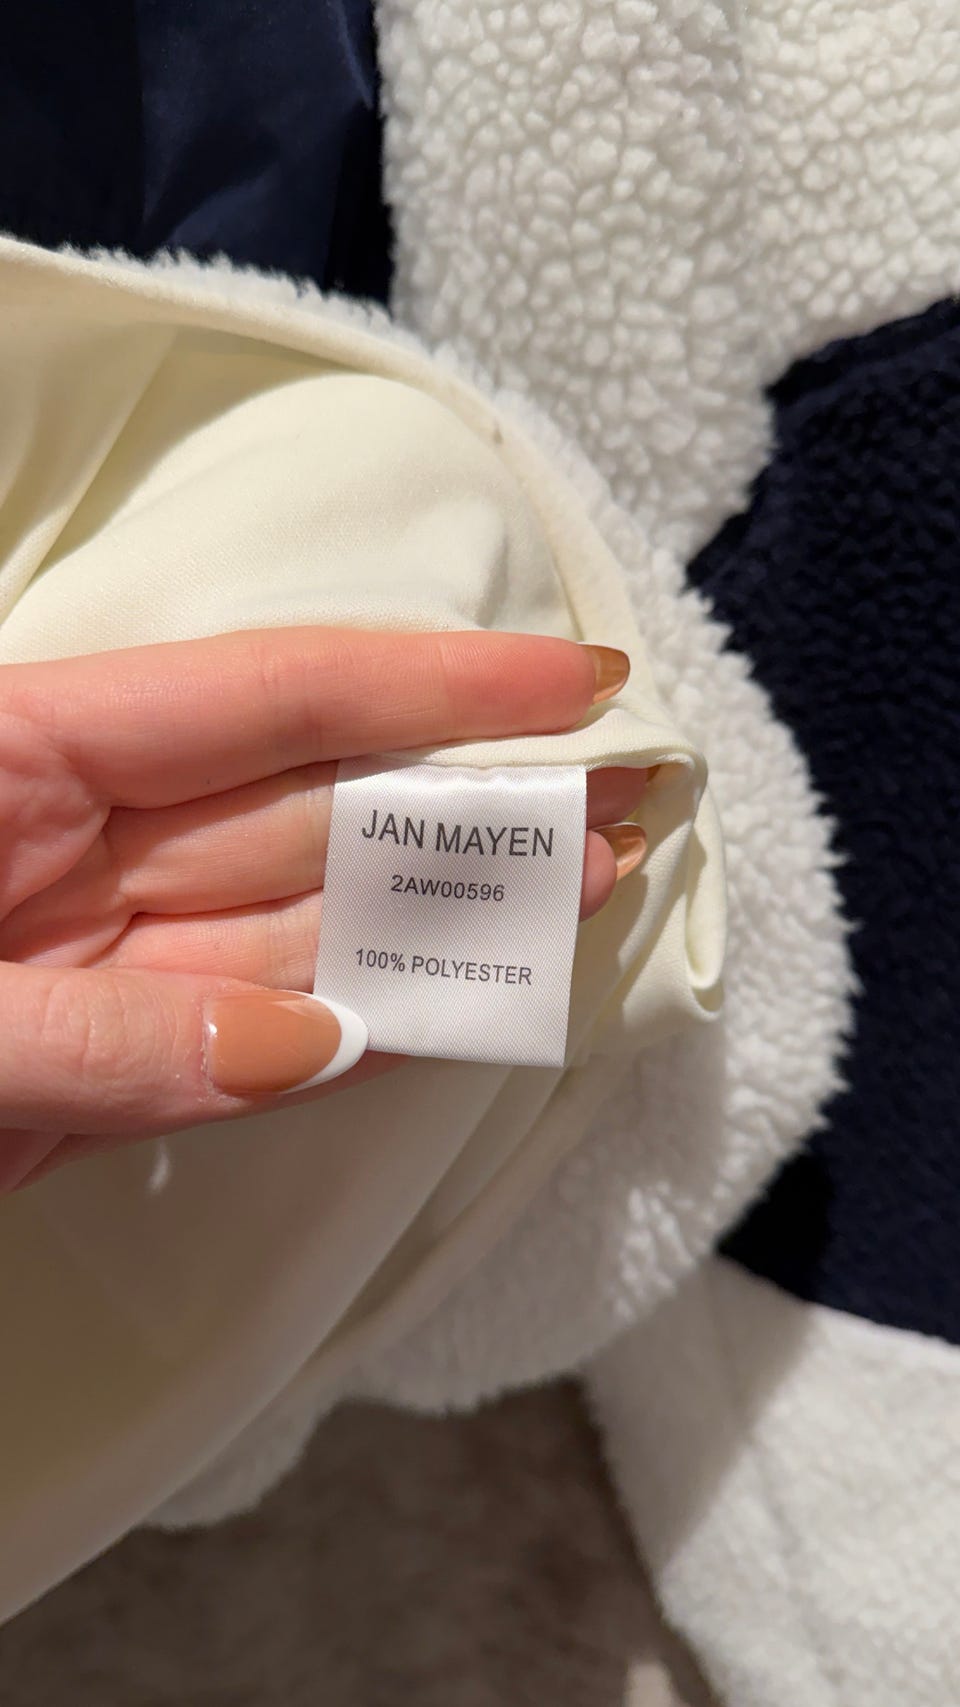 JAN MAYEN
2AW00596
100% POLYESTER